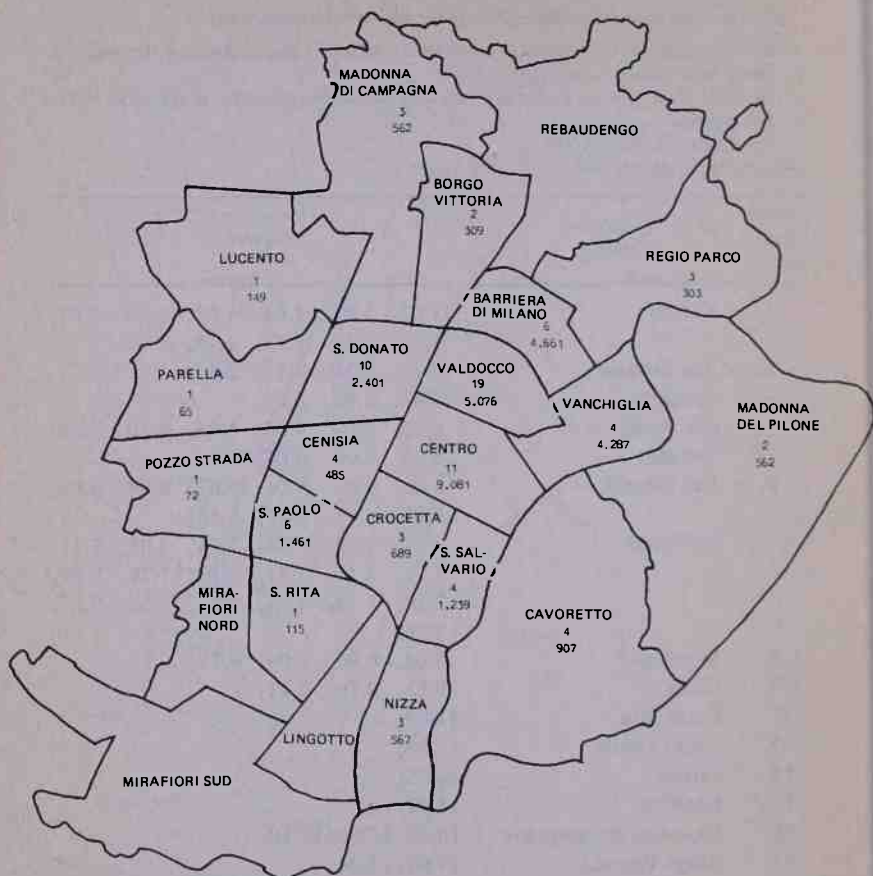 MADONNA
DI CAMPAGNA
3
562
REBAUDENGO
BORGO
VITTORIA
2
309
LUCENTO
1
149
REGIO PARCO
3
303
BARRIERA
DI MILANO
6
4.661
S. DONATO
10
2.401
VALDOCCO
19
5.076
PARELLA
1
65
VANCHIGLIA
4
4.287
MADONNA
DEL PILONE
2
562
POZZO STRADA
72
CENISIA
4
485
CENTRO
11
9.081
S. PAOLO
6
1.461
CROCETTA
3
689
S. SAL-
VARIO
4
1.239
MIRA-
FIORI
NORD
S. RITA
1
115
CAVORETTO
4
907
NIZZA
3
567
LINGOTTO
MIRAFIORI SUD